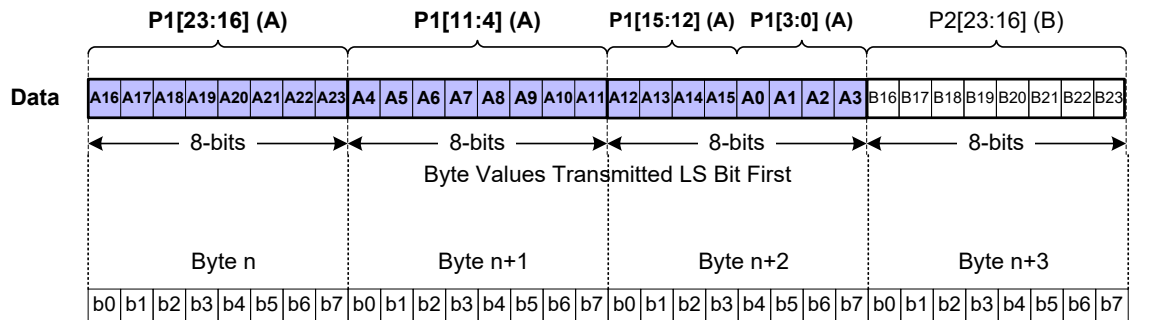 P1[23:16] (A) P1[11:4] (A) P1[15:12] (A) P1[3:0] (A) P2[23:16] (B)
Data A16 A17 A18 A19 A20 A21 A22 A23 A4 A5 A6 A7 A8 A9 A10 A11 A12 A13 A14 A15 A0 A1 A2 A3 B16 B17 B18 B19 B20 B21 B22 B23
8-bits 8-bits 8-bits 8-bits
Byte Values Transmitted LS Bit First
Byte n Byte n+1 Byte n+2 Byte n+3
b0 b1 b2 b3 b4 b5 b6 b7 b0 b1 b2 b3 b4 b5 b6 b7 b0 b1 b2 b3 b4 b5 b6 b7 b0 b1 b2 b3 b4 b5 b6 b7